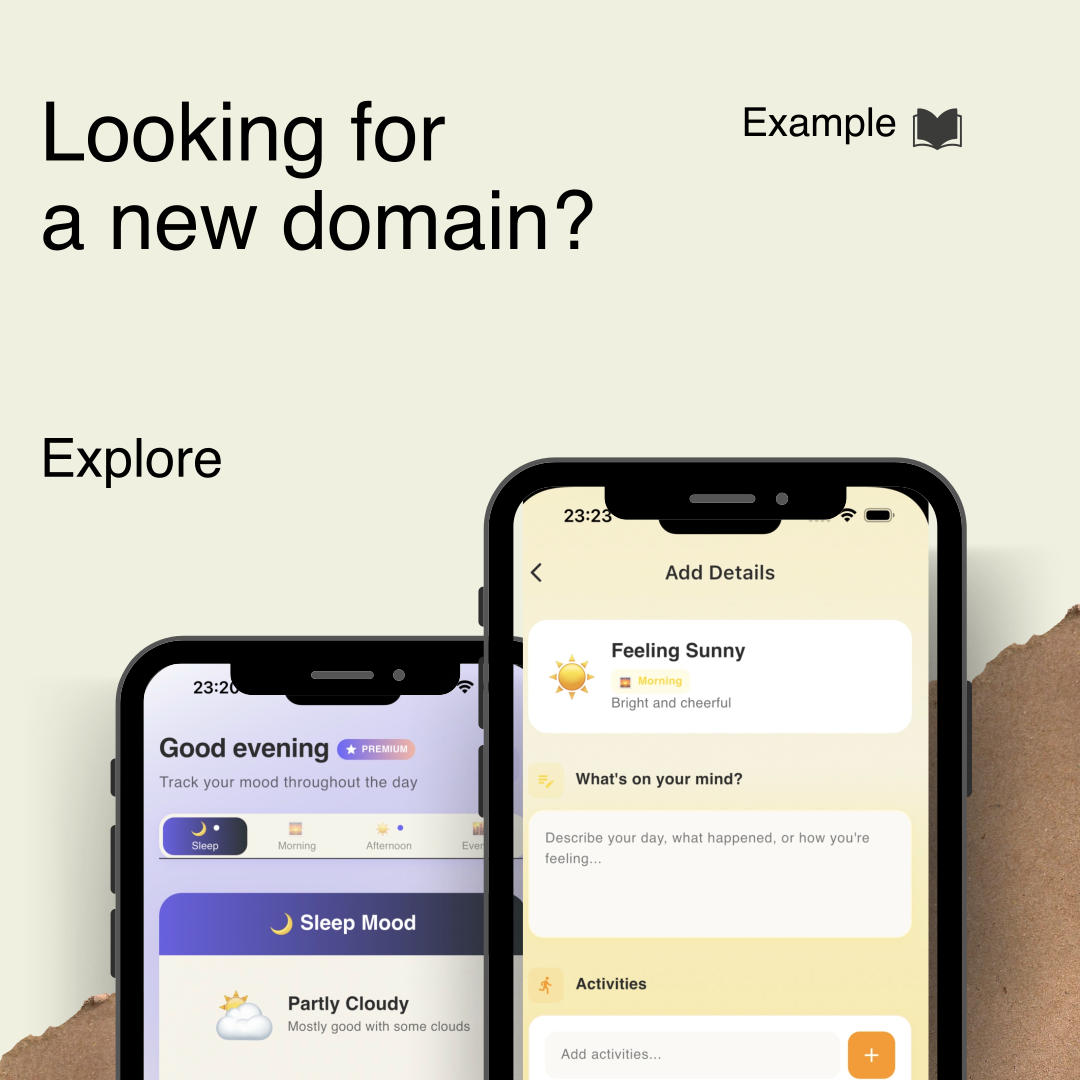 Looking for
a new domain?
Example
Explore
23:23
Add Details
Feeling Sunny
Morning
Bright and cheerful
What's on your mind?
Describe your day, what happened, or how you're
feeling...
Activities
Add activities...
+
23:20
Good evening
PREMIUM
Track your mood throughout the day
Sleep
Morning
Afternoon
Sleep Mood
Partly Cloudy
Mostly good with some clouds